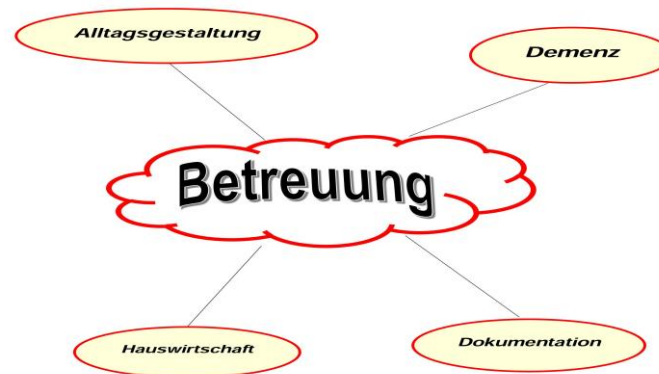 Alltagsgestaltung
Demenz
Betreuung
Hauswirtschaft
Dokumentation